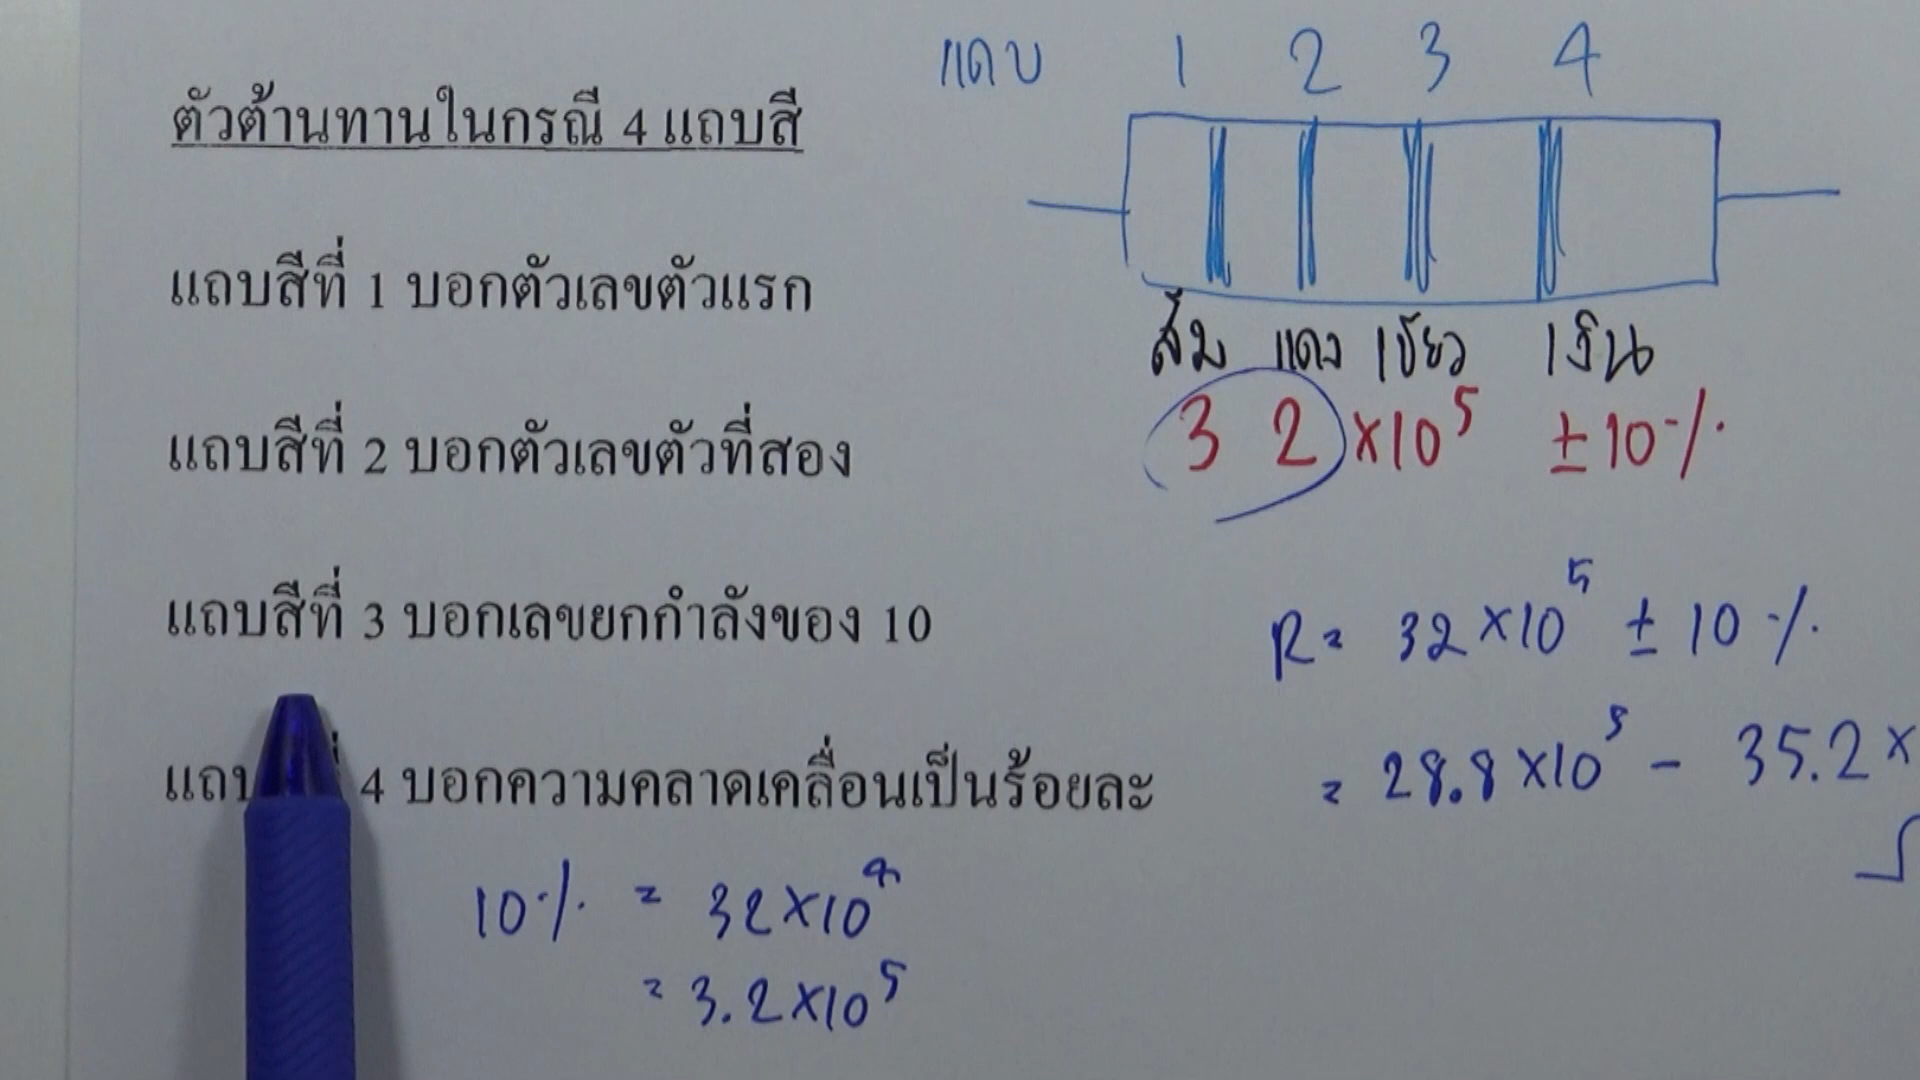 ตัวต้านทานในกรณี 4 แถบสี
แถบสีที่ 1 บอกตัวเลขตัวแรก
แถบสีที่ 2 บอกตัวเลขตัวที่สอง
แถบสีที่ 3 บอกเลขยกกำลังของ 10
แถบ 4 บอกความคลาดเคลื่อนเป็นร้อยละ
10% = 32×10⁴
= 3.2×10⁵
แถบ 1 2 3 4
ส้ม แดง เขียว เงิน
3 2 ×10⁵ ±10%
R = 32×10⁵ ± 10%
= 28.8×10⁵ - 35.2×